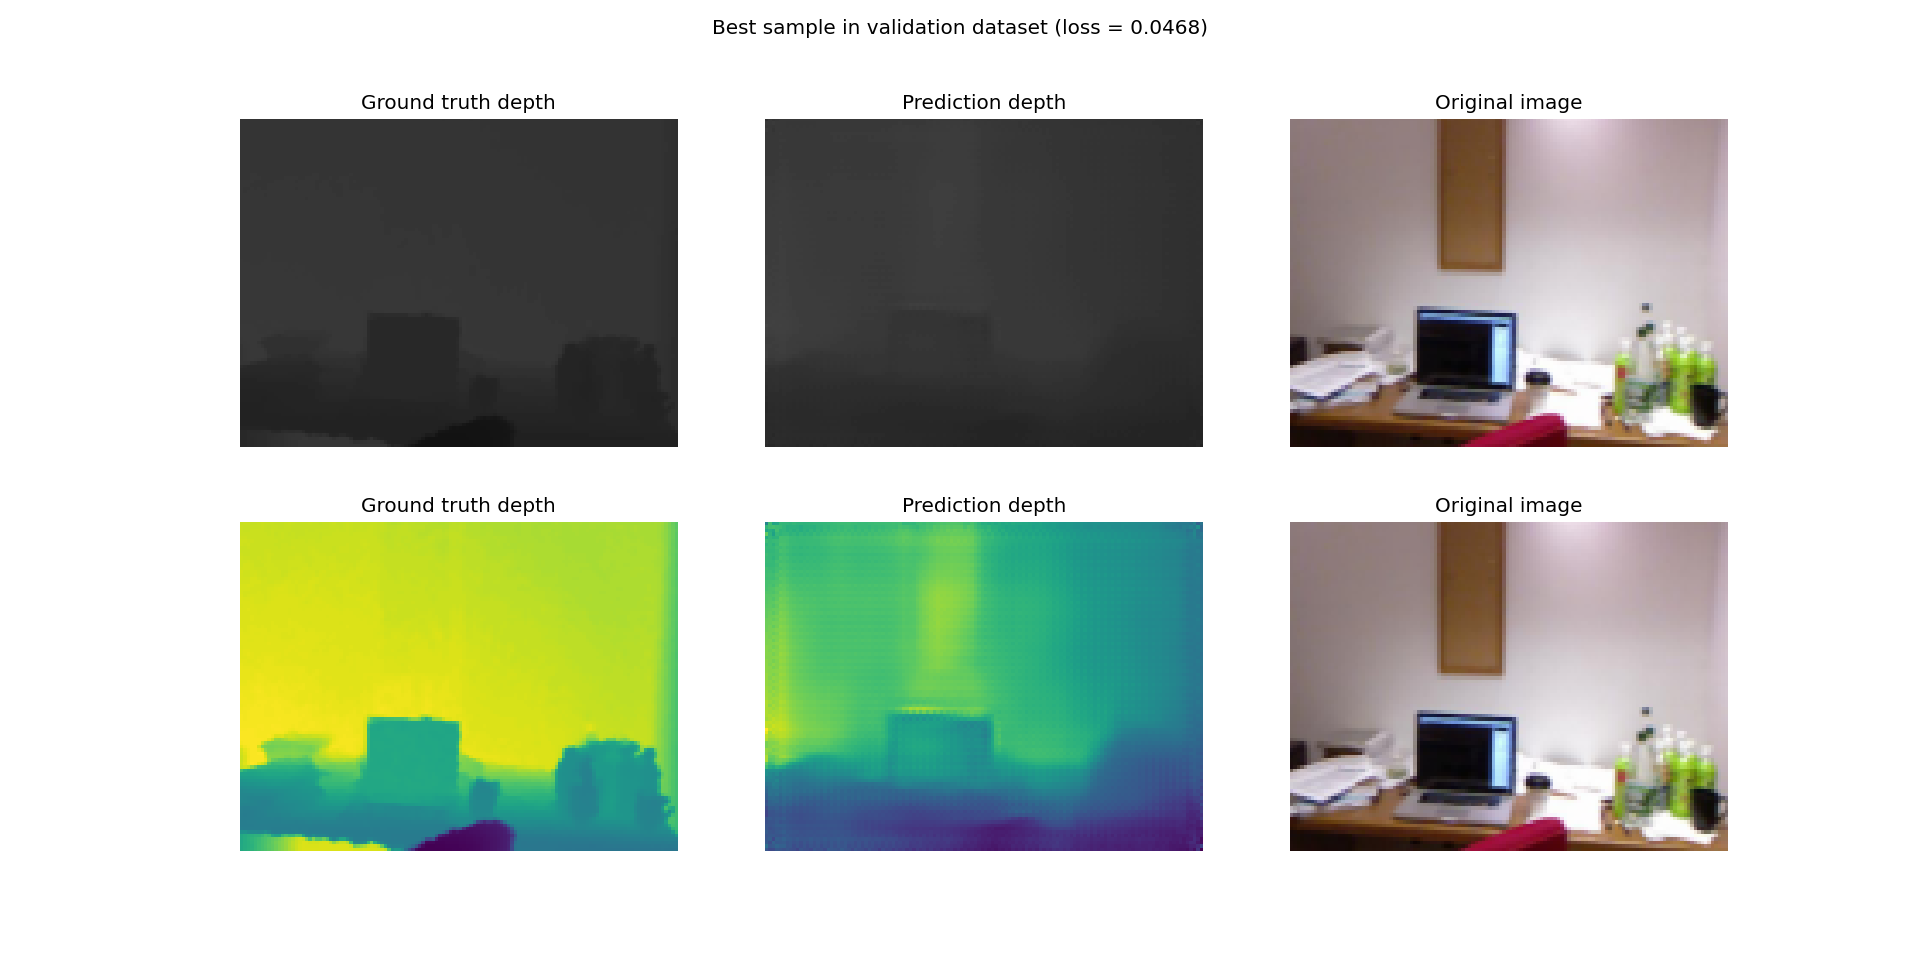 Best sample in validation dataset (loss = 0.0468)
Ground truth depth
Prediction depth
Original image
Ground truth depth
Prediction depth
Original image